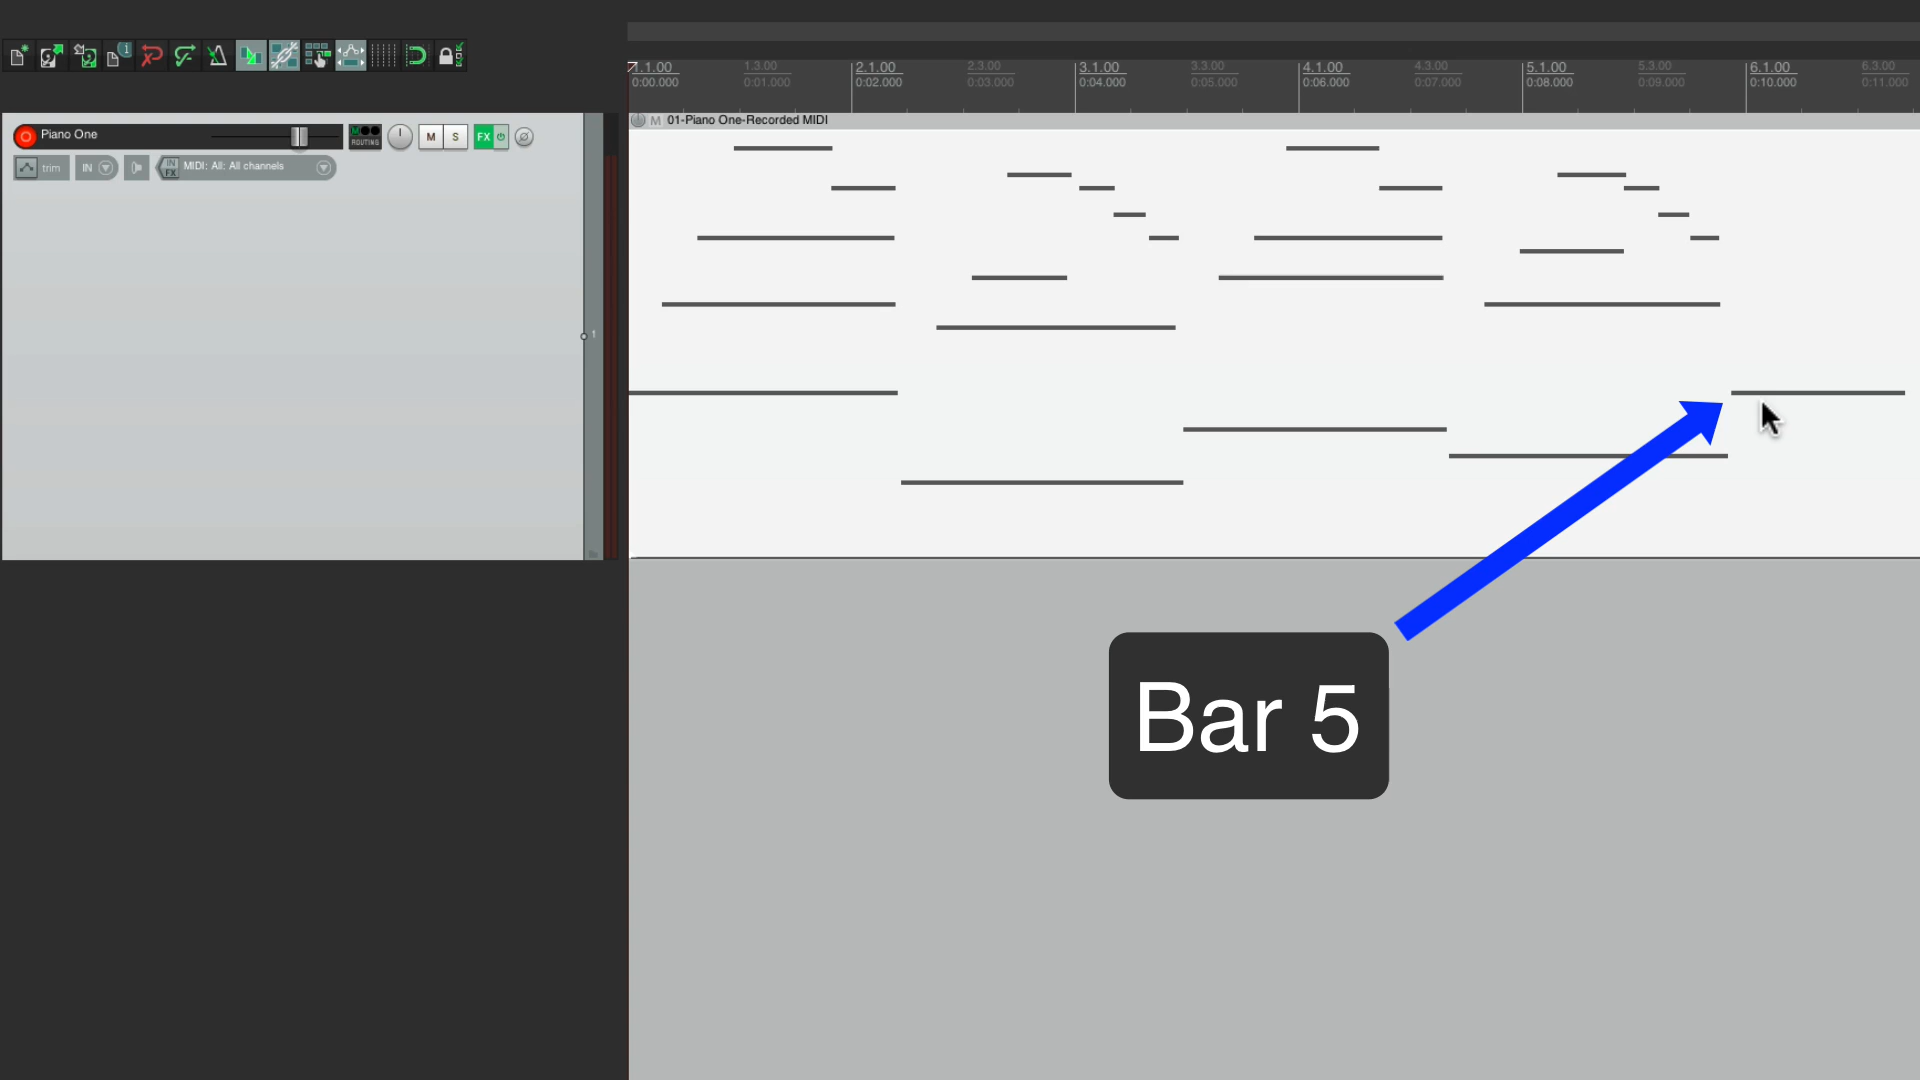 1.1.00 1.3.00 2.1.00 2.3.00 3.1.00 3.3.00 4.1.00 4.3.00 5.1.00 5.3.00 6.1.00 6.3.00
0:00.000 0:01.000 0:02.000 0:03.000 0:04.000 0:05.000 0:06.000 0:07.000 0:08.000 0:09.000 0:10.000 0:11.000
M 01-Piano One-Recorded MIDI
Piano One M ROUTING M S FX
trim IN IN FX MIDI: All: All channels
1
Bar 5